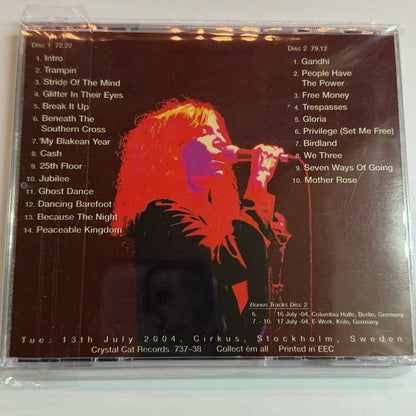 Disc 1 72.22
1. Intro
2. Trampin'
3. Stride Of The Mind
4. Glitter In Their Eyes
5. Break It Up
6. Beneath The
Southern Cross
7. My Blakean Year
8. Cash
9. 25th Floor
10. Jubilee
11. Ghost Dance
12. Dancing Barefoot
13. Because The Night
14. Peaceable Kingdom
Disc 2 79.12
1. Gandhi
2. People Have
The Power
3. Free Money
4. Trespasses
5. Gloria
6. Privilege (Set Me Free)
7. Birdland
8. We Three
9. Seven Ways Of Going
10. Mother Rose
Bonus Tracks Disc 2
6. 16 July -04, Columbia Halle, Berlin, Germany
7. - 10. 17 July -04, E-Werk, Köln, Germany
Tue. 13th July 2004, Cirkus, Stockholm, Sweden
Crystal Cat Records 737-38 Collect ém all Printed in EEC